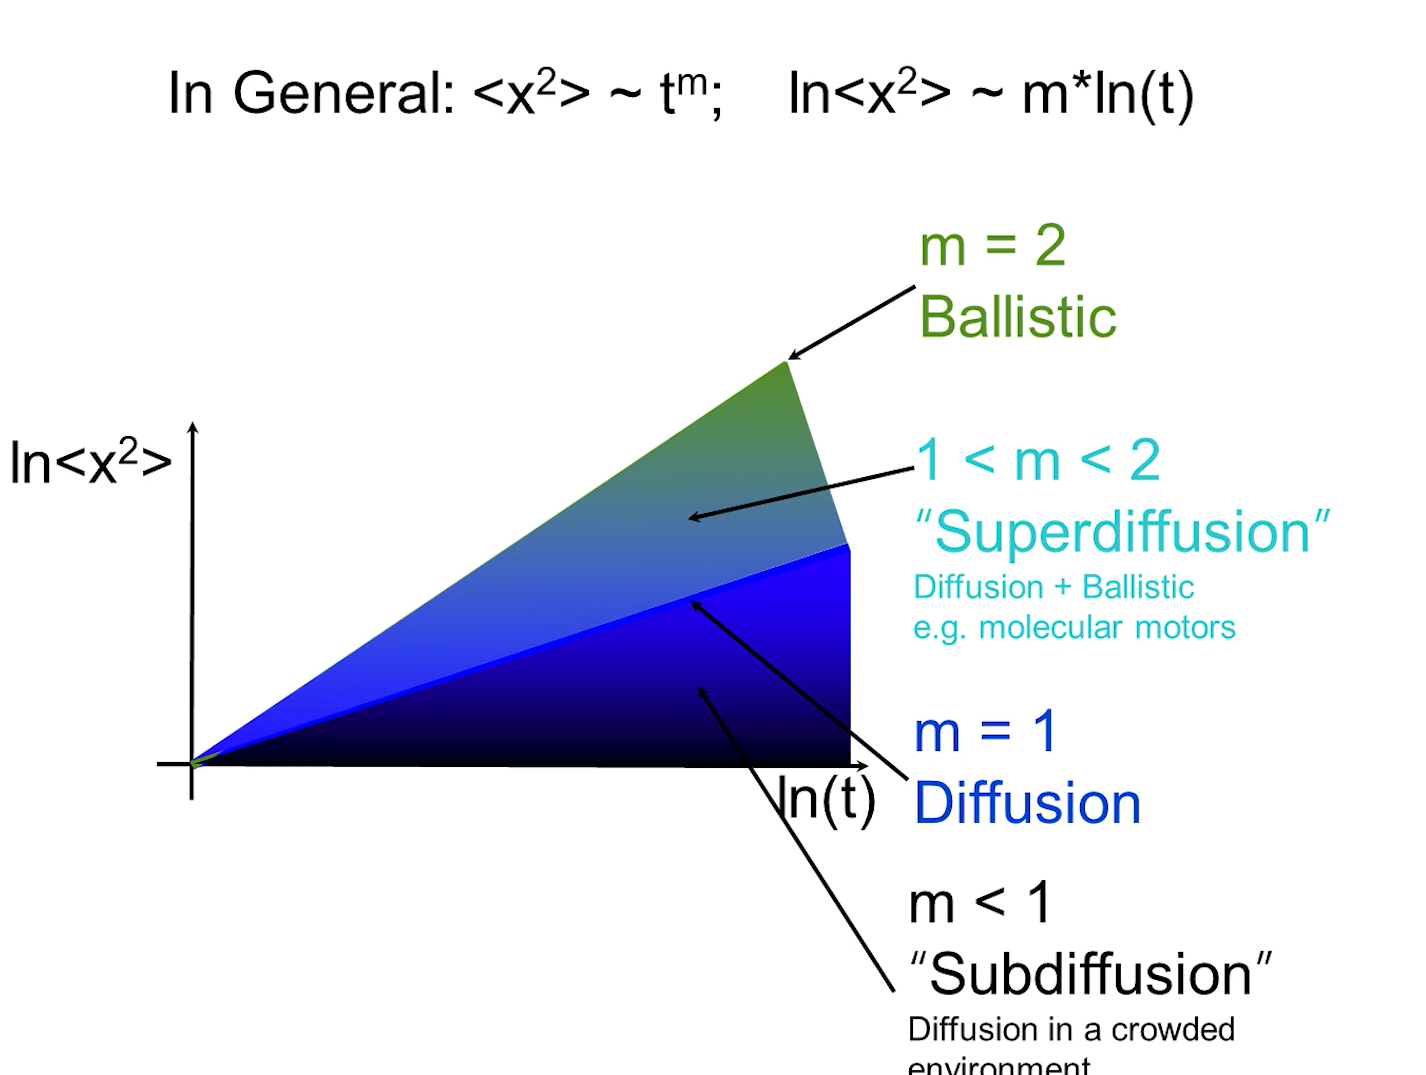 In General: <x²> ~ tᵐ; ln<x²> ~ m*ln(t)
m = 2
Ballistic
ln<x²>
1 < m < 2
“Superdiffusion”
Diffusion + Ballistic
e.g. molecular motors
m = 1
ln(t)
Diffusion
m < 1
“Subdiffusion”
Diffusion in a crowded
environment